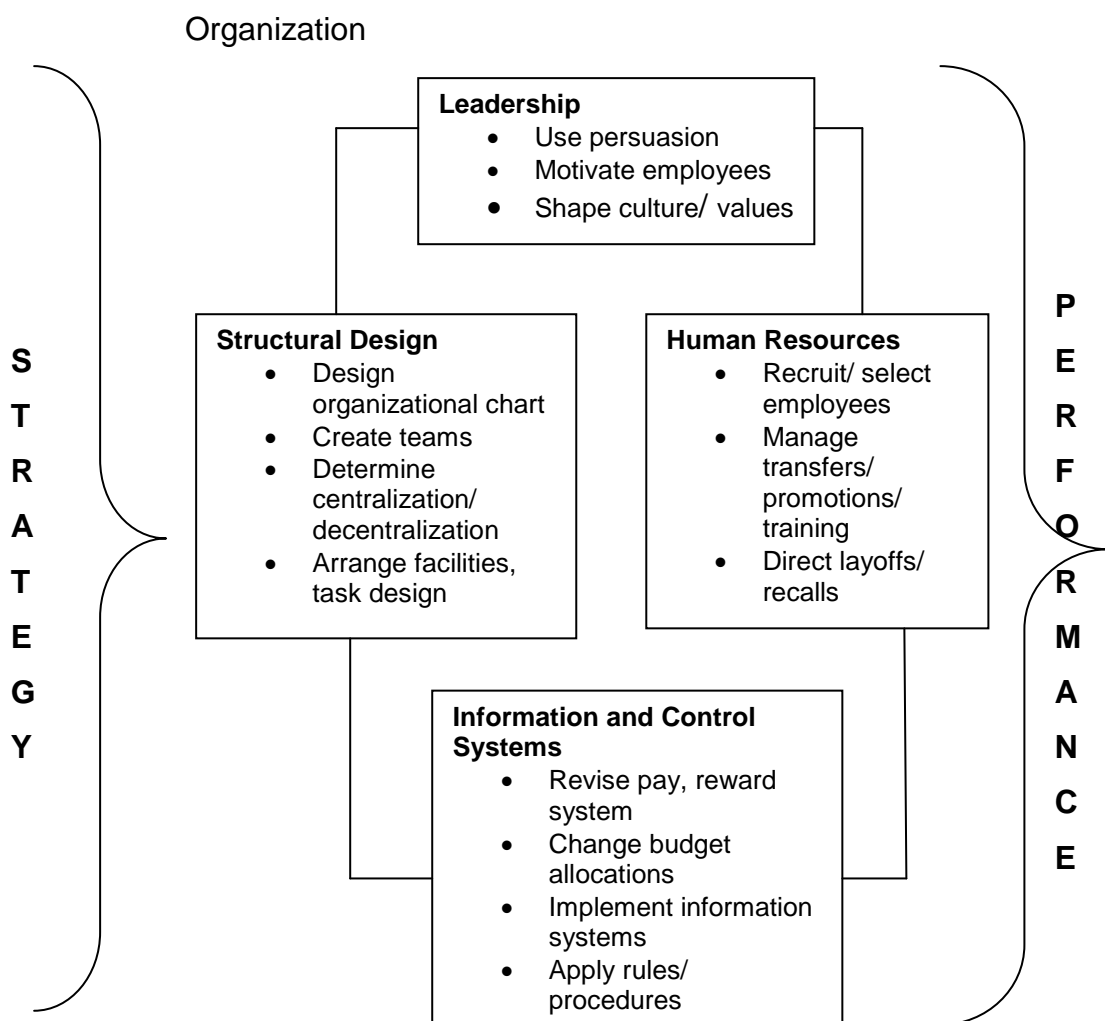 Organization
Leadership
• Use persuasion
• Motivate employees
• Shape culture/ values
Structural Design
• Design
organizational chart
• Create teams
• Determine
centralization/
decentralization
• Arrange facilities,
task design
Human Resources
• Recruit/ select
employees
• Manage
transfers/
promotions/
training
• Direct layoffs/
recalls
Information and Control
Systems
• Revise pay, reward
system
• Change budget
allocations
• Implement information
systems
• Apply rules/
procedures
S
T
R
A
T
E
G
Y
P
E
R
F
O
R
M
A
N
C
E